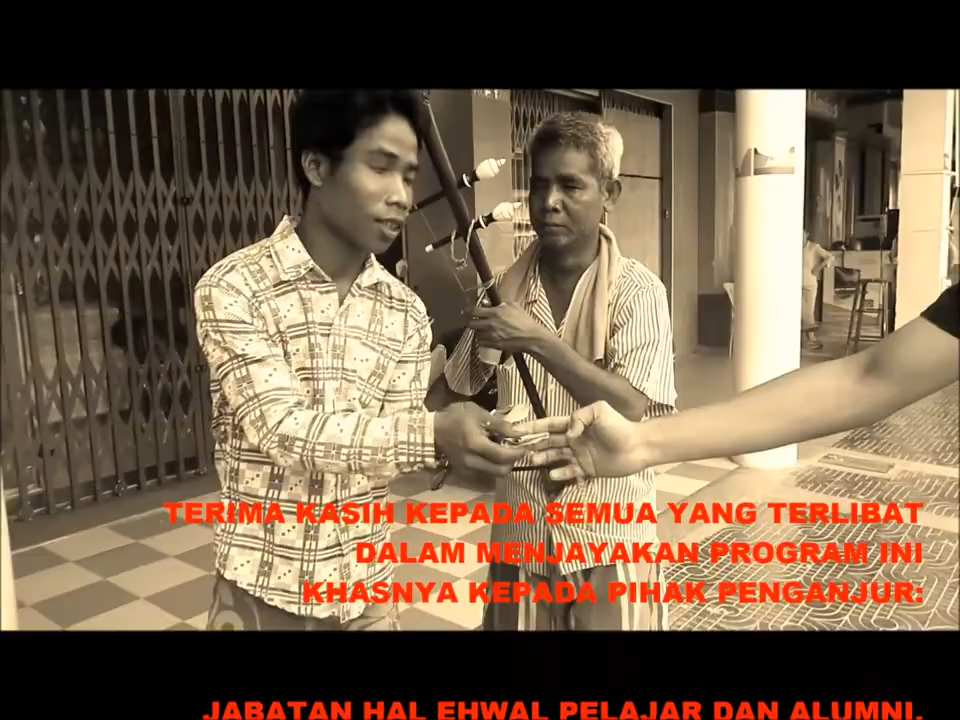 TERIMA KASIH KEPADA SEMUA YANG TERLIBAT
DALAM MENJAYAKAN PROGRAM INI
KHASNYA KEPADA PIHAK PENGANJUR:
JABATAN HAL EHWAL PELAJAR DAN ALUMNI,